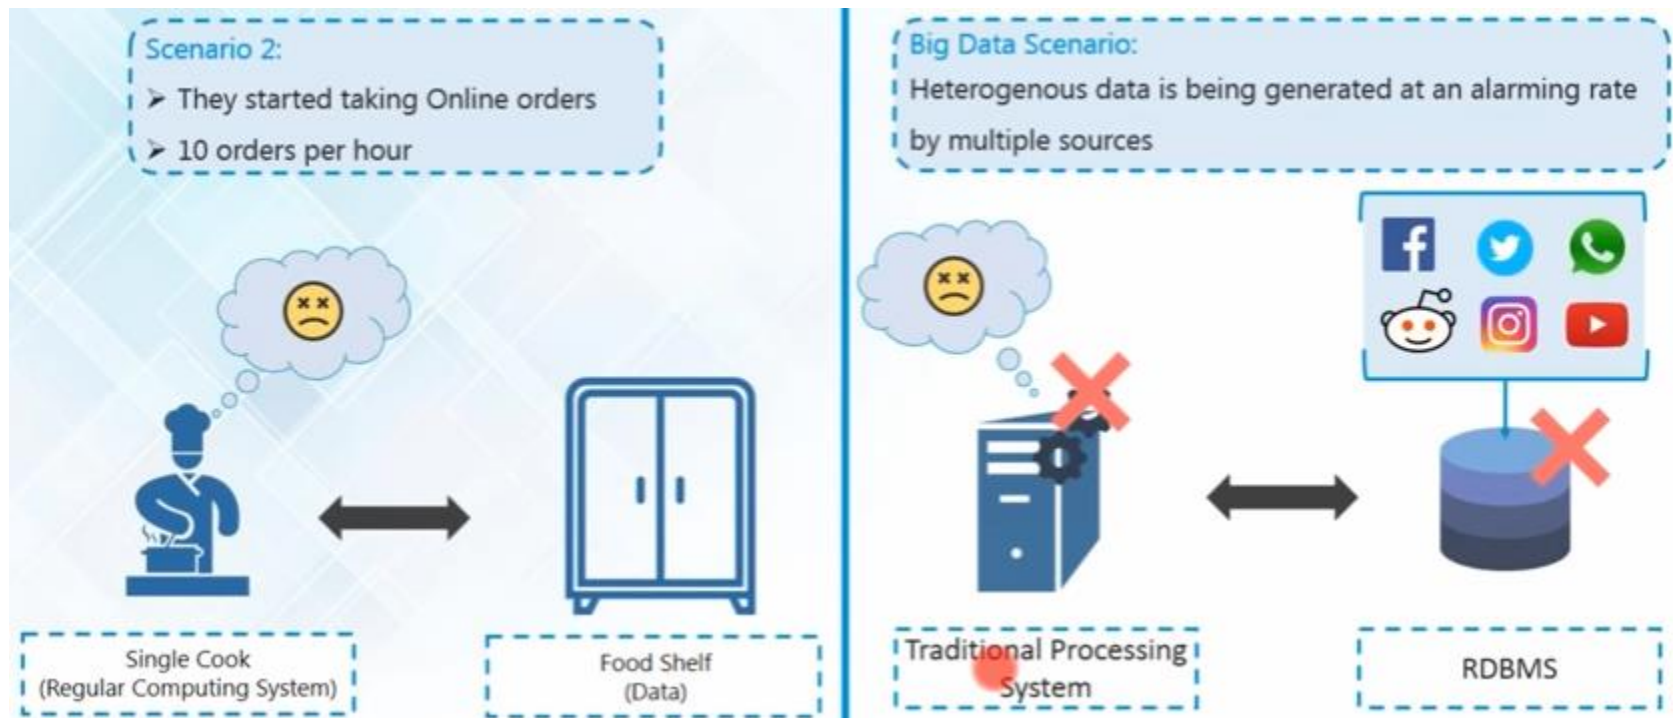 Scenario 2:
➤ They started taking Online orders
➤ 10 orders per hour
Single Cook
(Regular Computing System)
Food Shelf
(Data)
Big Data Scenario:
Heterogenous data is being generated at an alarming rate
by multiple sources
Traditional Processing
System
RDBMS